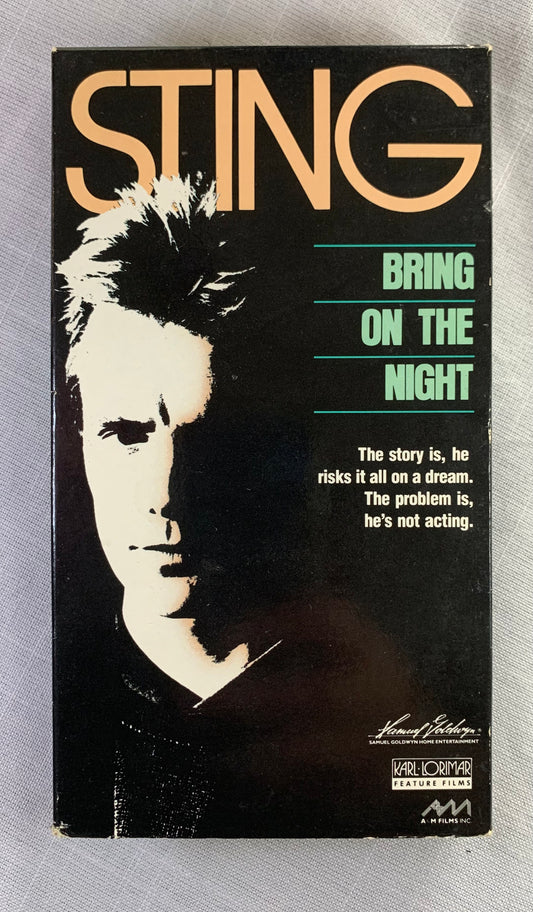 STING
BRING
ON THE
NIGHT
The story is, he
risks it all on a dream.
The problem is,
he's not acting.
Samuel Goldwyn
SAMUEL GOLDWYN HOME ENTERTAINMENT
KARL·LORIMAR
FEATURE FILMS
A&M
A&M FILMS INC.